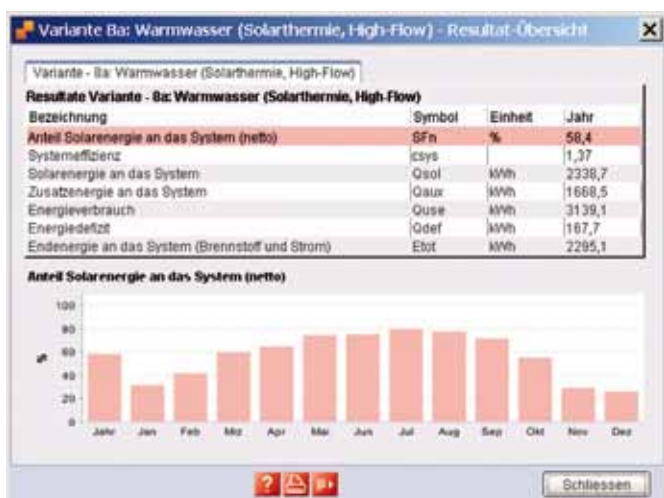 Variante 8a: Warmwasser (Solarthermie, High-Flow) - Resultat-Übersicht
Variante - 8a: Warmwasser (Solarthermie, High-Flow)
Resultate Variante - 8a: Warmwasser (Solarthermie, High-Flow)
Bezeichnung Symbol Einheit Jahr
Anteil Solarenergie an das System (netto) SFn % 58,4
Systemeffizienz csys 1,37
Solarenergie an das System Qsol kWh 2338,7
Zusatzenergie an das System Qaux kWh 1668,5
Energieverbrauch Quse kWh 3139,1
Energiedefizit Qdef kWh 167,7
Endenergie an das System (Brennstoff und Strom) Etot kWh 2295,1
Anteil Solarenergie an das System (netto)
100
80
60
40
20
0
%
Jahr Jan Feb Mrz Apr Mai Jun Jul Aug Sep Okt Nov Dez
?
Schliessen